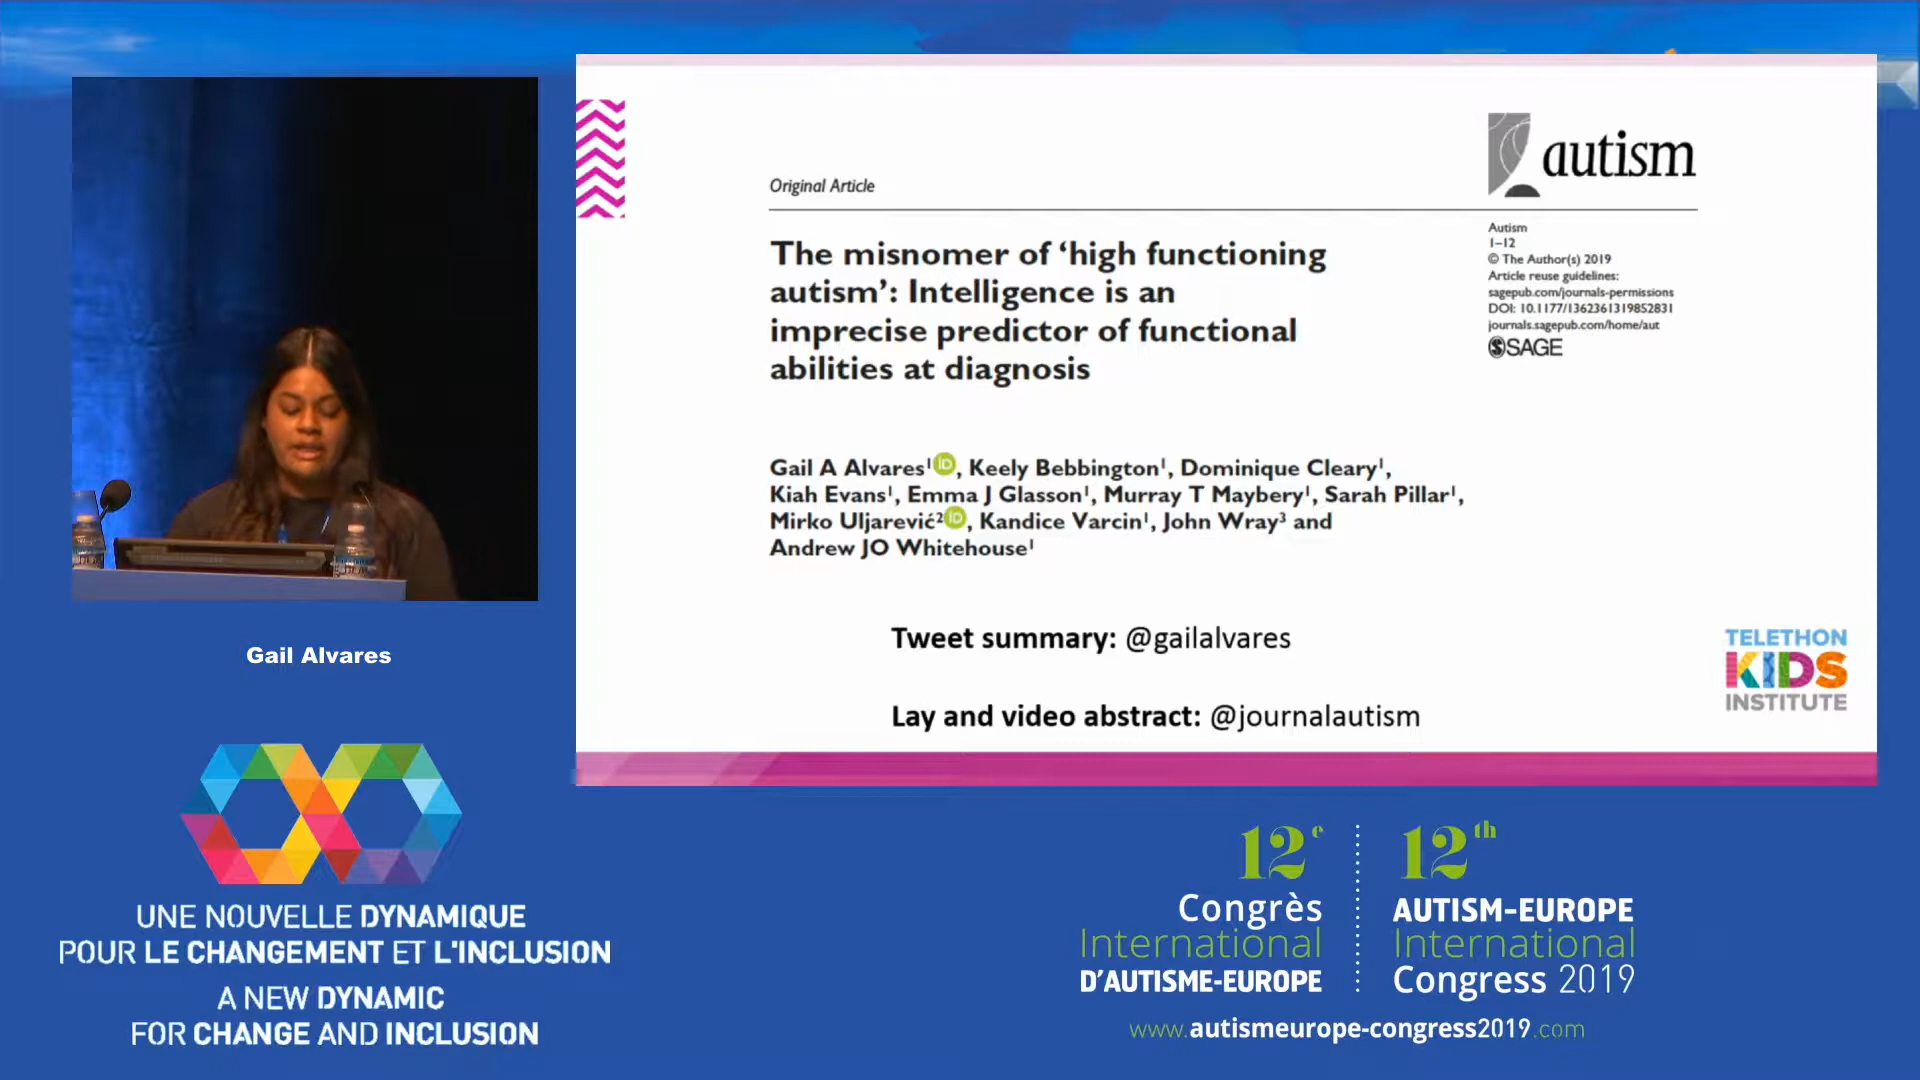 Original Article
autism
The misnomer of ‘high functioning
autism’: Intelligence is an
imprecise predictor of functional
abilities at diagnosis
Autism
1–12
© The Author(s) 2019
Article reuse guidelines:
sagepub.com/journals-permissions
DOI: 10.1177/1362361319852831
journals.sagepub.com/home/aut
SSAGE
Gail A Alvares¹ iD, Keely Bebbington¹, Dominique Cleary¹,
Kiah Evans¹, Emma J Glasson¹, Murray T Maybery¹, Sarah Pillar¹,
Mirko Uljarević² iD, Kandice Varcin¹, John Wray³ and
Andrew JO Whitehouse¹
Tweet summary: @gailalvares
Lay and video abstract: @journalautism
TELETHON
KIDS
INSTITUTE
Gail Alvares
UNE NOUVELLE DYNAMIQUE
POUR LE CHANGEMENT ET L'INCLUSION
A NEW DYNAMIC
FOR CHANGE AND INCLUSION
12e
Congrès
International
D'AUTISME-EUROPE
12th
AUTISM-EUROPE
International
Congress 2019
www.autismeurope-congress2019.com